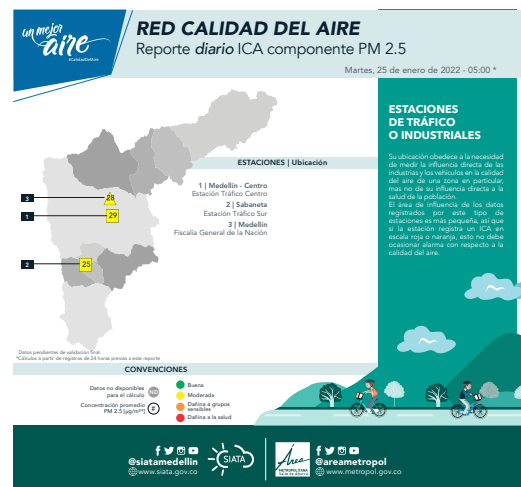 un mejor
aire
#CalidadDelAire
RED CALIDAD DEL AIRE
Reporte diario ICA componente PM 2.5
Martes, 25 de enero de 2022 - 05:00 *
ESTACIONES | Ubicación
1 | Medellín - Centro
Estación Tráfico Centro
2 | Sabaneta
Estación Tráfico Sur
3 | Medellín
Fiscalía General de la Nación
3
28
1
29
2
25
ESTACIONES
DE TRÁFICO
O INDUSTRIALES
Su ubicación obedece a la necesidad
de medir la influencia directa de las
industrias y los vehículos en la calidad
del aire de una zona en particular,
mas no de su influencia directa a la
salud de la población.
El área de influencia de los datos
registrados por este tipo de
estaciones es más pequeña, así que
si la estación registra un ICA en
escala roja o naranja, esto no debe
ocasionar alarma con respecto a la
calidad del aire.
Datos pendientes de validación final.
*Cálculos a partir de registros de 24 horas previas a este reporte
CONVENCIONES
Datos no disponibles
para el cálculo
Concentración promedio
PM 2.5 [µg/m³]
#
Buena
Moderada
Dañina a grupos
sensibles
Dañina a la salud
@siatamedellin
www.siata.gov.co
SIATA
Área
METROPOLITANA
Valle de Aburrá
@areametropol
www.metropol.gov.co